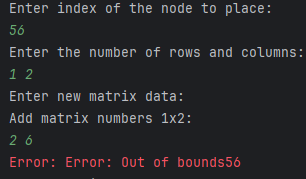 Enter index of the node to place:
56
Enter the number of rows and columns:
1 2
Enter new matrix data:
Add matrix numbers 1x2:
2 6
Error: Error: Out of bounds56